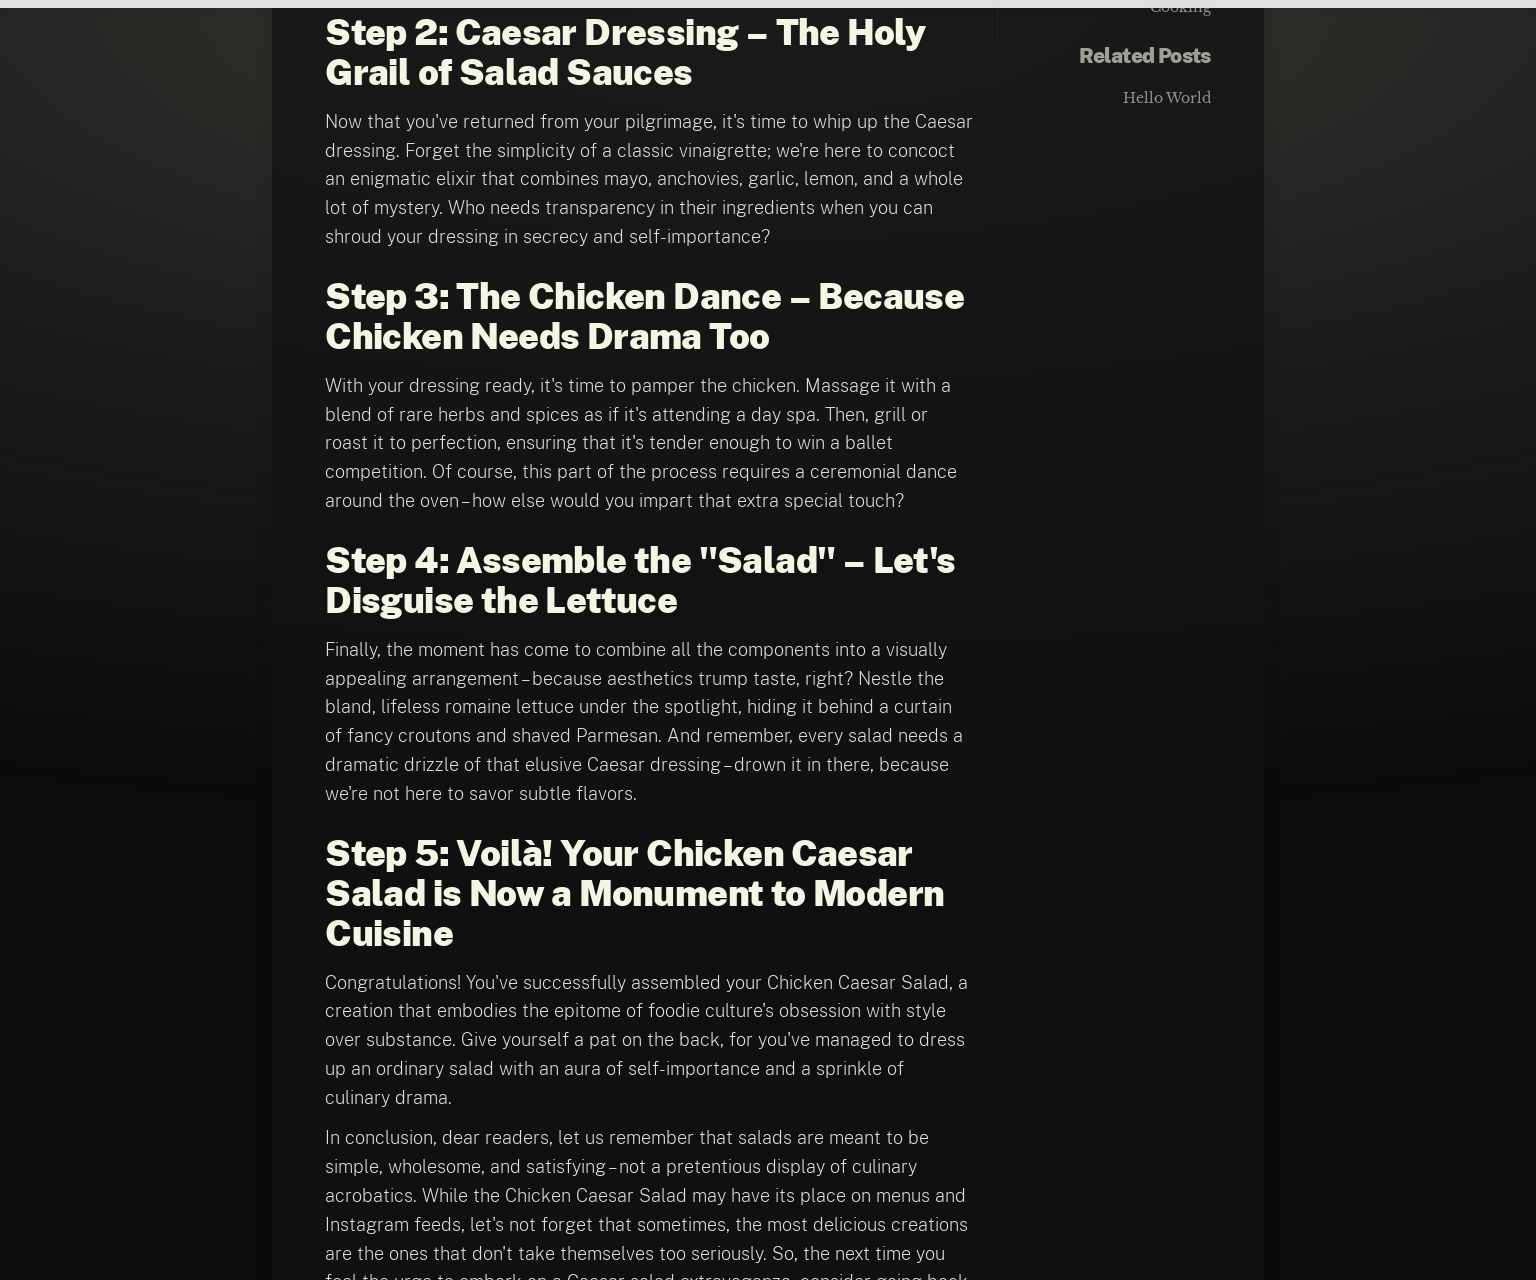 Cooking
Related Posts
Hello World
Step 2: Caesar Dressing – The Holy
Grail of Salad Sauces
Now that you've returned from your pilgrimage, it's time to whip up the Caesar
dressing. Forget the simplicity of a classic vinaigrette; we're here to concoct
an enigmatic elixir that combines mayo, anchovies, garlic, lemon, and a whole
lot of mystery. Who needs transparency in their ingredients when you can
shroud your dressing in secrecy and self-importance?
Step 3: The Chicken Dance – Because
Chicken Needs Drama Too
With your dressing ready, it's time to pamper the chicken. Massage it with a
blend of rare herbs and spices as if it's attending a day spa. Then, grill or
roast it to perfection, ensuring that it's tender enough to win a ballet
competition. Of course, this part of the process requires a ceremonial dance
around the oven – how else would you impart that extra special touch?
Step 4: Assemble the "Salad" – Let's
Disguise the Lettuce
Finally, the moment has come to combine all the components into a visually
appealing arrangement – because aesthetics trump taste, right? Nestle the
bland, lifeless romaine lettuce under the spotlight, hiding it behind a curtain
of fancy croutons and shaved Parmesan. And remember, every salad needs a
dramatic drizzle of that elusive Caesar dressing – drown it in there, because
we're not here to savor subtle flavors.
Step 5: Voilà! Your Chicken Caesar
Salad is Now a Monument to Modern
Cuisine
Congratulations! You've successfully assembled your Chicken Caesar Salad, a
creation that embodies the epitome of foodie culture's obsession with style
over substance. Give yourself a pat on the back, for you've managed to dress
up an ordinary salad with an aura of self-importance and a sprinkle of
culinary drama.
In conclusion, dear readers, let us remember that salads are meant to be
simple, wholesome, and satisfying – not a pretentious display of culinary
acrobatics. While the Chicken Caesar Salad may have its place on menus and
Instagram feeds, let's not forget that sometimes, the most delicious creations
are the ones that don't take themselves too seriously. So, the next time you
feel the urge to embark on a Caesar salad extravaganza, consider going back